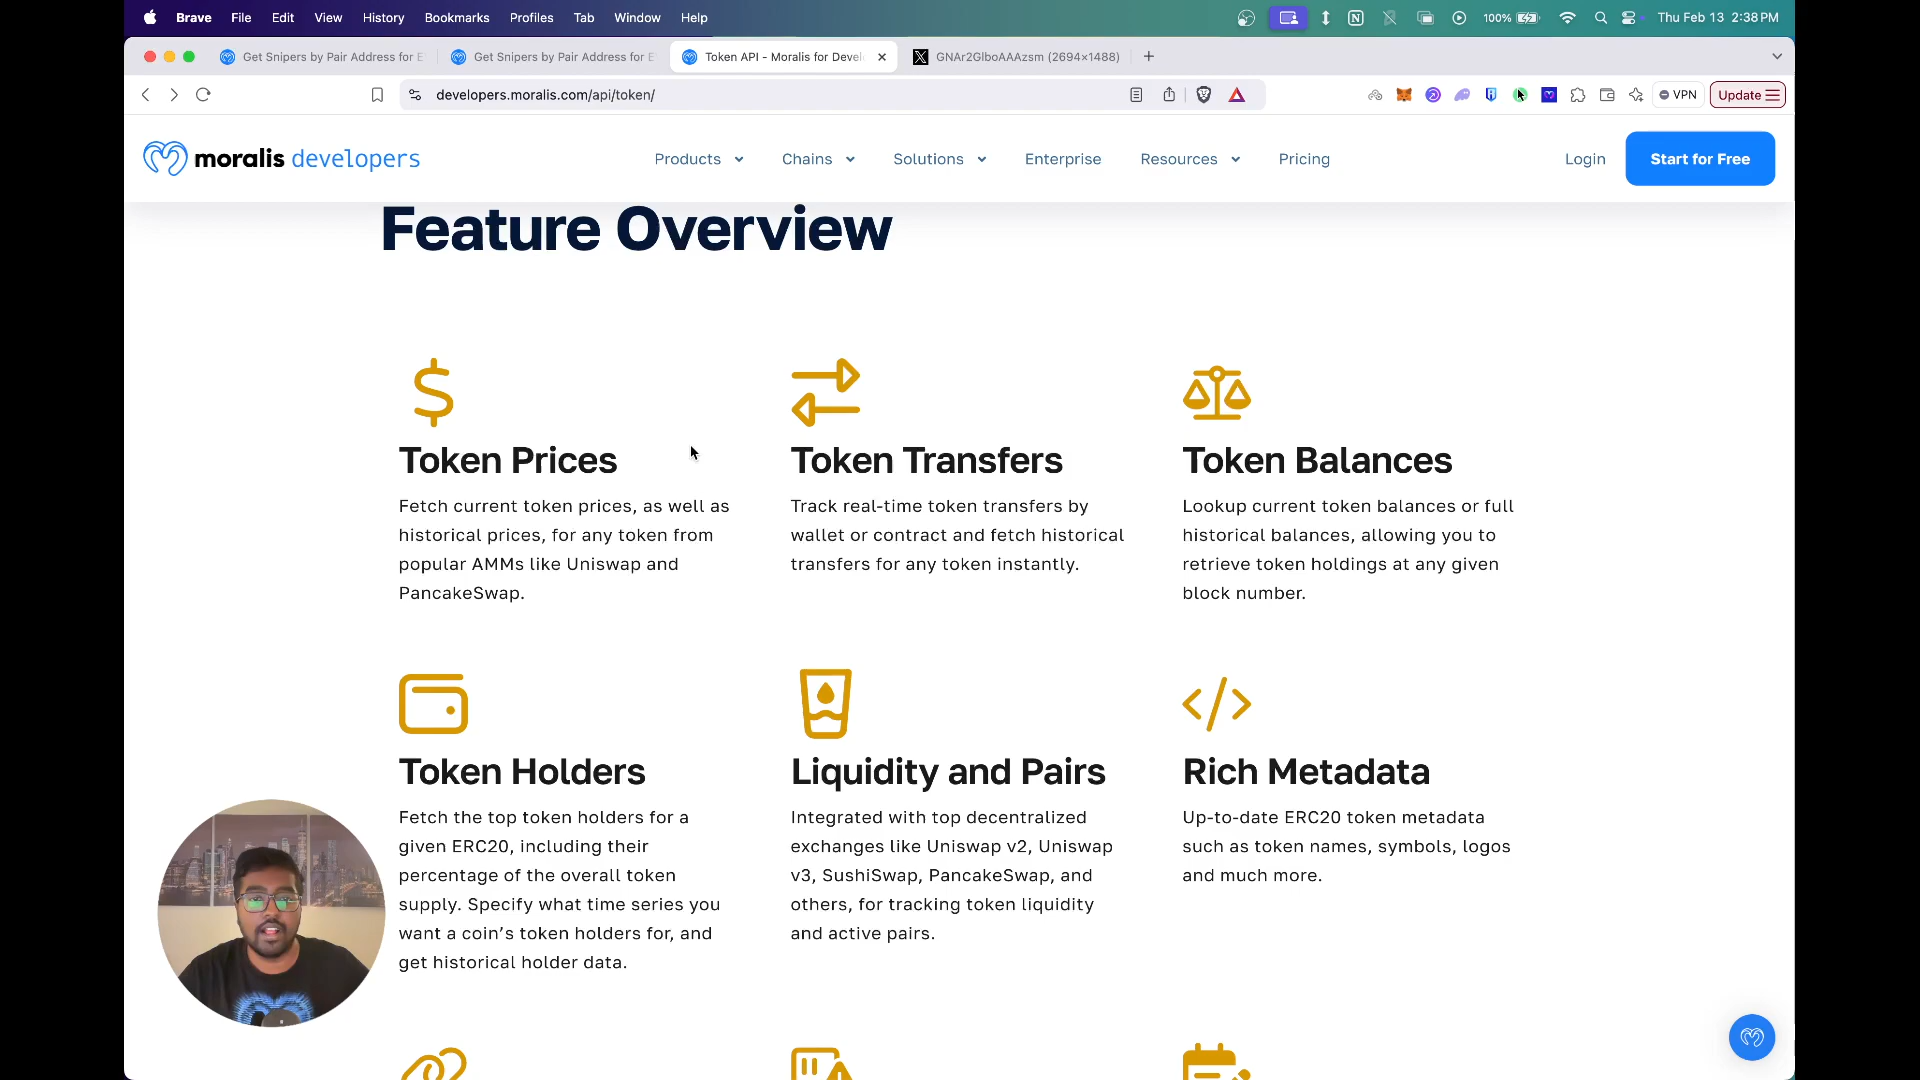 Brave File Edit View History Bookmarks Profiles Tab Window Help 100% Thu Feb 13 2:38 PM
Get Snipers by Pair Address for E Get Snipers by Pair Address for E Token API - Moralis for Devel GNAr2GlboAAAzsm (2694×1488)
developers.moralis.com/api/token/ VPN Update
moralis developers Products Chains Solutions Enterprise Resources Pricing Login Start for Free
Feature Overview
Token Prices
Fetch current token prices, as well as
historical prices, for any token from
popular AMMs like Uniswap and
PancakeSwap.
Token Transfers
Track real-time token transfers by
wallet or contract and fetch historical
transfers for any token instantly.
Token Balances
Lookup current token balances or full
historical balances, allowing you to
retrieve token holdings at any given
block number.
Token Holders
Fetch the top token holders for a
given ERC20, including their
percentage of the overall token
supply. Specify what time series you
want a coin’s token holders for, and
get historical holder data.
Liquidity and Pairs
Integrated with top decentralized
exchanges like Uniswap v2, Uniswap
v3, SushiSwap, PancakeSwap, and
others, for tracking token liquidity
and active pairs.
Rich Metadata
Up-to-date ERC20 token metadata
such as token names, symbols, logos
and much more.